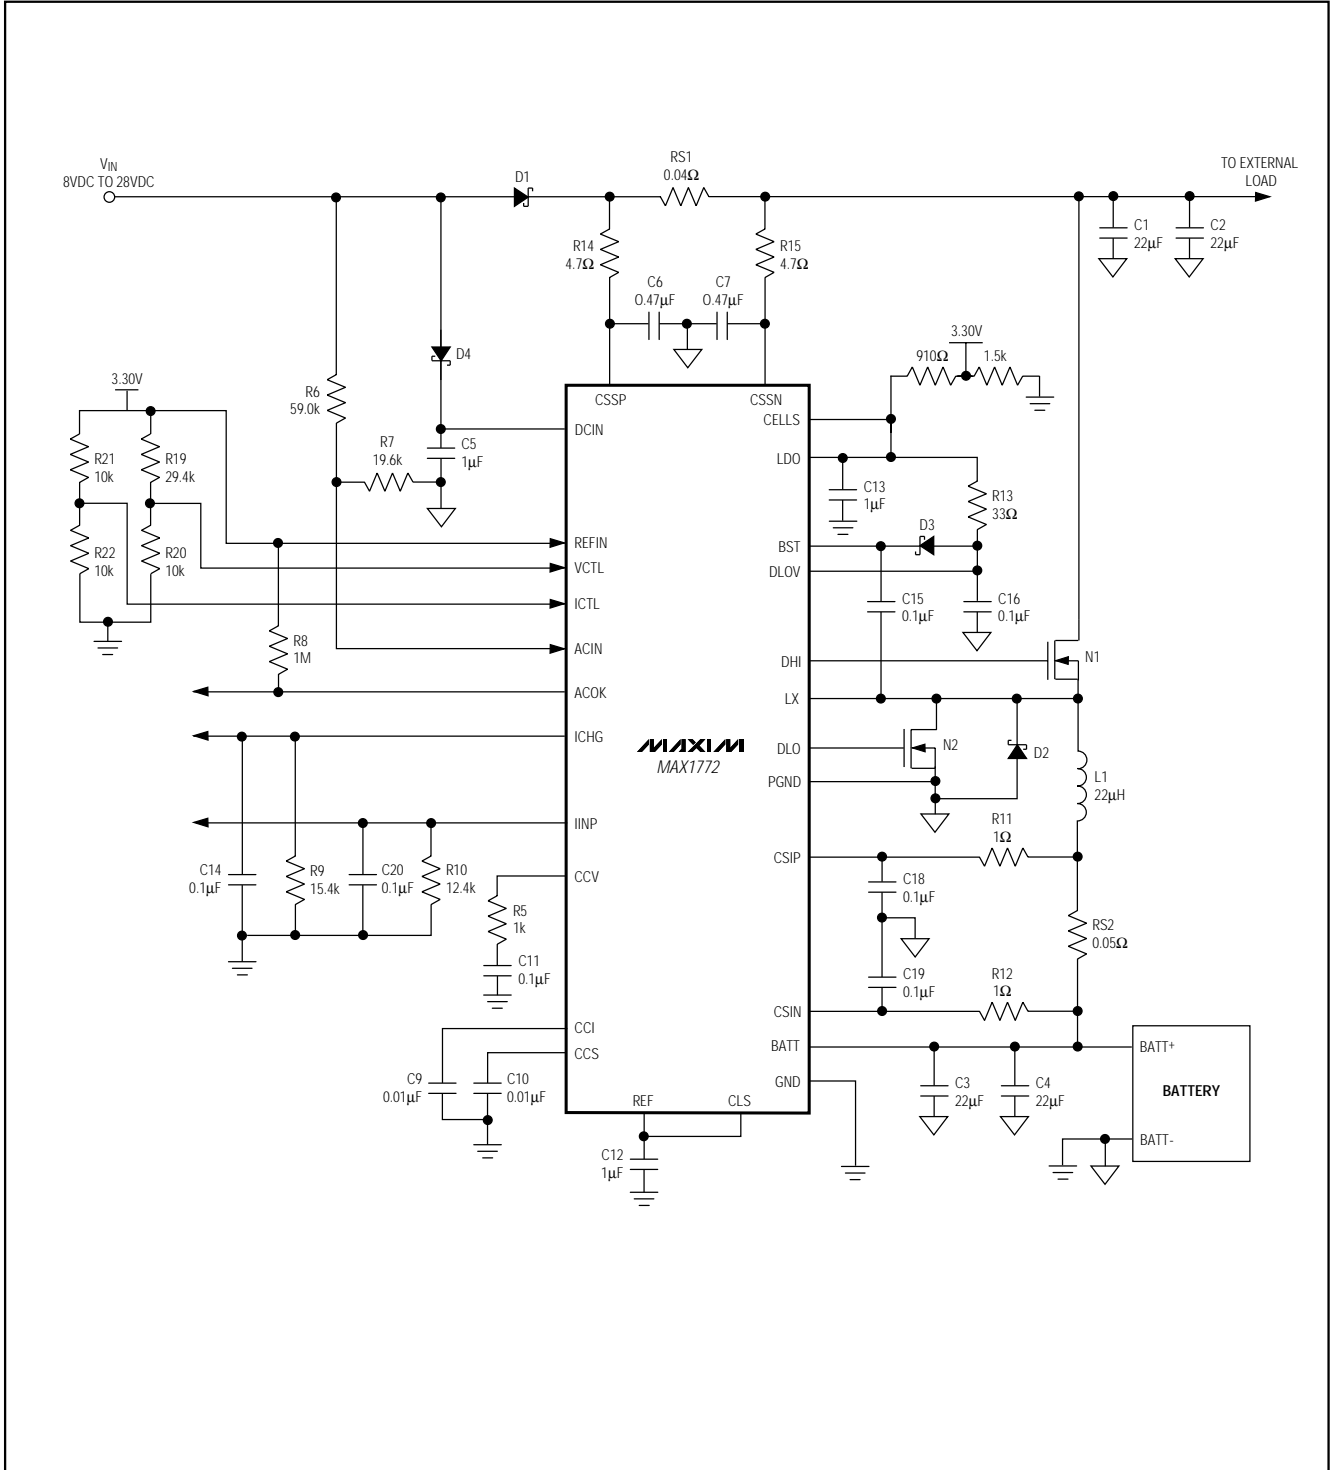 VIN
8VDC TO 28VDC
D1
RS1
0.04Ω
TO EXTERNAL
LOAD
R14
4.7Ω
R15
4.7Ω
C1
22µF
C2
22µF
C6
0.47µF
C7
0.47µF
D4
3.30V
910Ω
1.5k
3.30V
R6
59.0k
R7
19.6k
C5
1µF
R21
10k
R19
29.4k
R22
10k
R20
10k
R8
1M
CSSP
CSSN
DCIN
REFIN
VCTL
ICTL
ACIN
ACOK
ICHG
IINP
CCV
CCI
CCS
REF
CLS
MAXIM
MAX1772
CELLS
LDO
BST
DLOV
DHI
LX
DLO
PGND
CSIP
CSIN
BATT
GND
C13
1µF
R13
33Ω
D3
C15
0.1µF
C16
0.1µF
N1
N2
D2
L1
22µH
R11
1Ω
C18
0.1µF
RS2
0.05Ω
C19
0.1µF
R12
1Ω
C14
0.1µF
R9
15.4k
C20
0.1µF
R10
12.4k
R5
1k
C11
0.1µF
C9
0.01µF
C10
0.01µF
C12
1µF
C3
22µF
C4
22µF
BATT+
BATTERY
BATT-